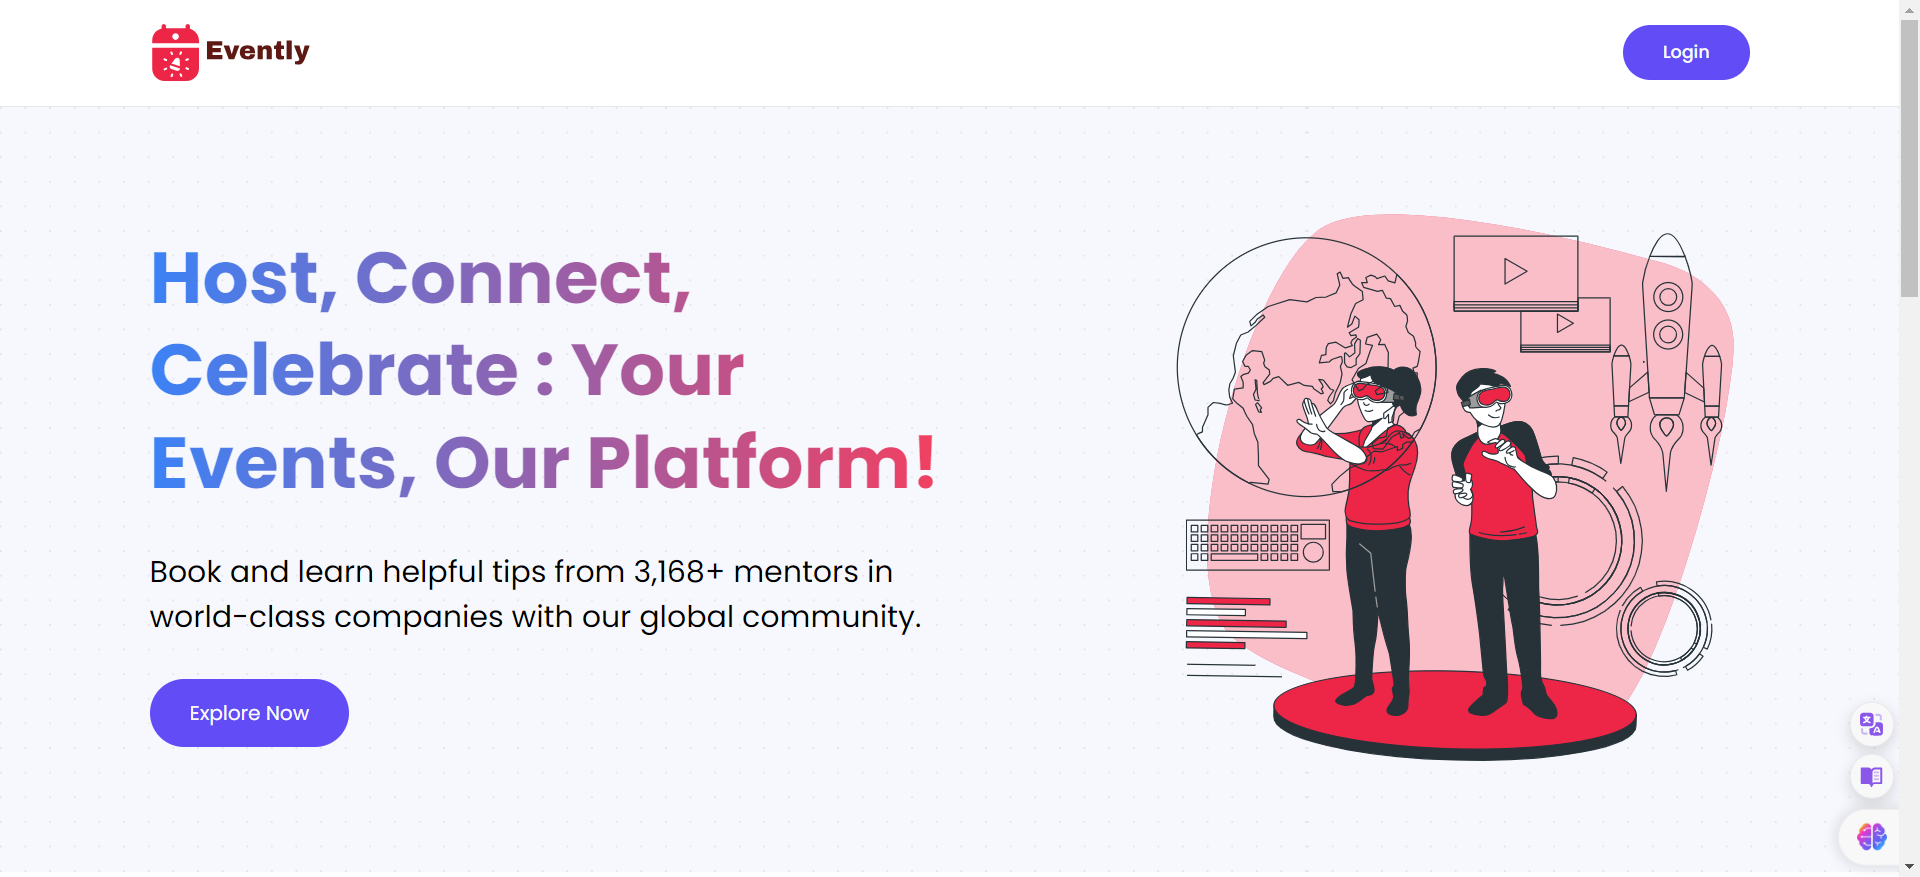 Evently
Login
Host, Connect,
Celebrate : Your
Events, Our Platform!
Book and learn helpful tips from 3,168+ mentors in
world-class companies with our global community.
Explore Now